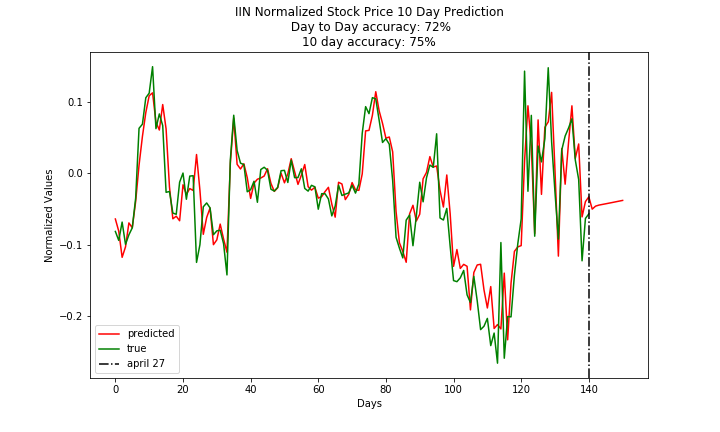 IIN Normalized Stock Price 10 Day Prediction
Day to Day accuracy: 72%
10 day accuracy: 75%
Normalized Values
0.1
0.0
−0.1
−0.2
predicted
true
april 27
0 20 40 60 80 100 120 140
Days